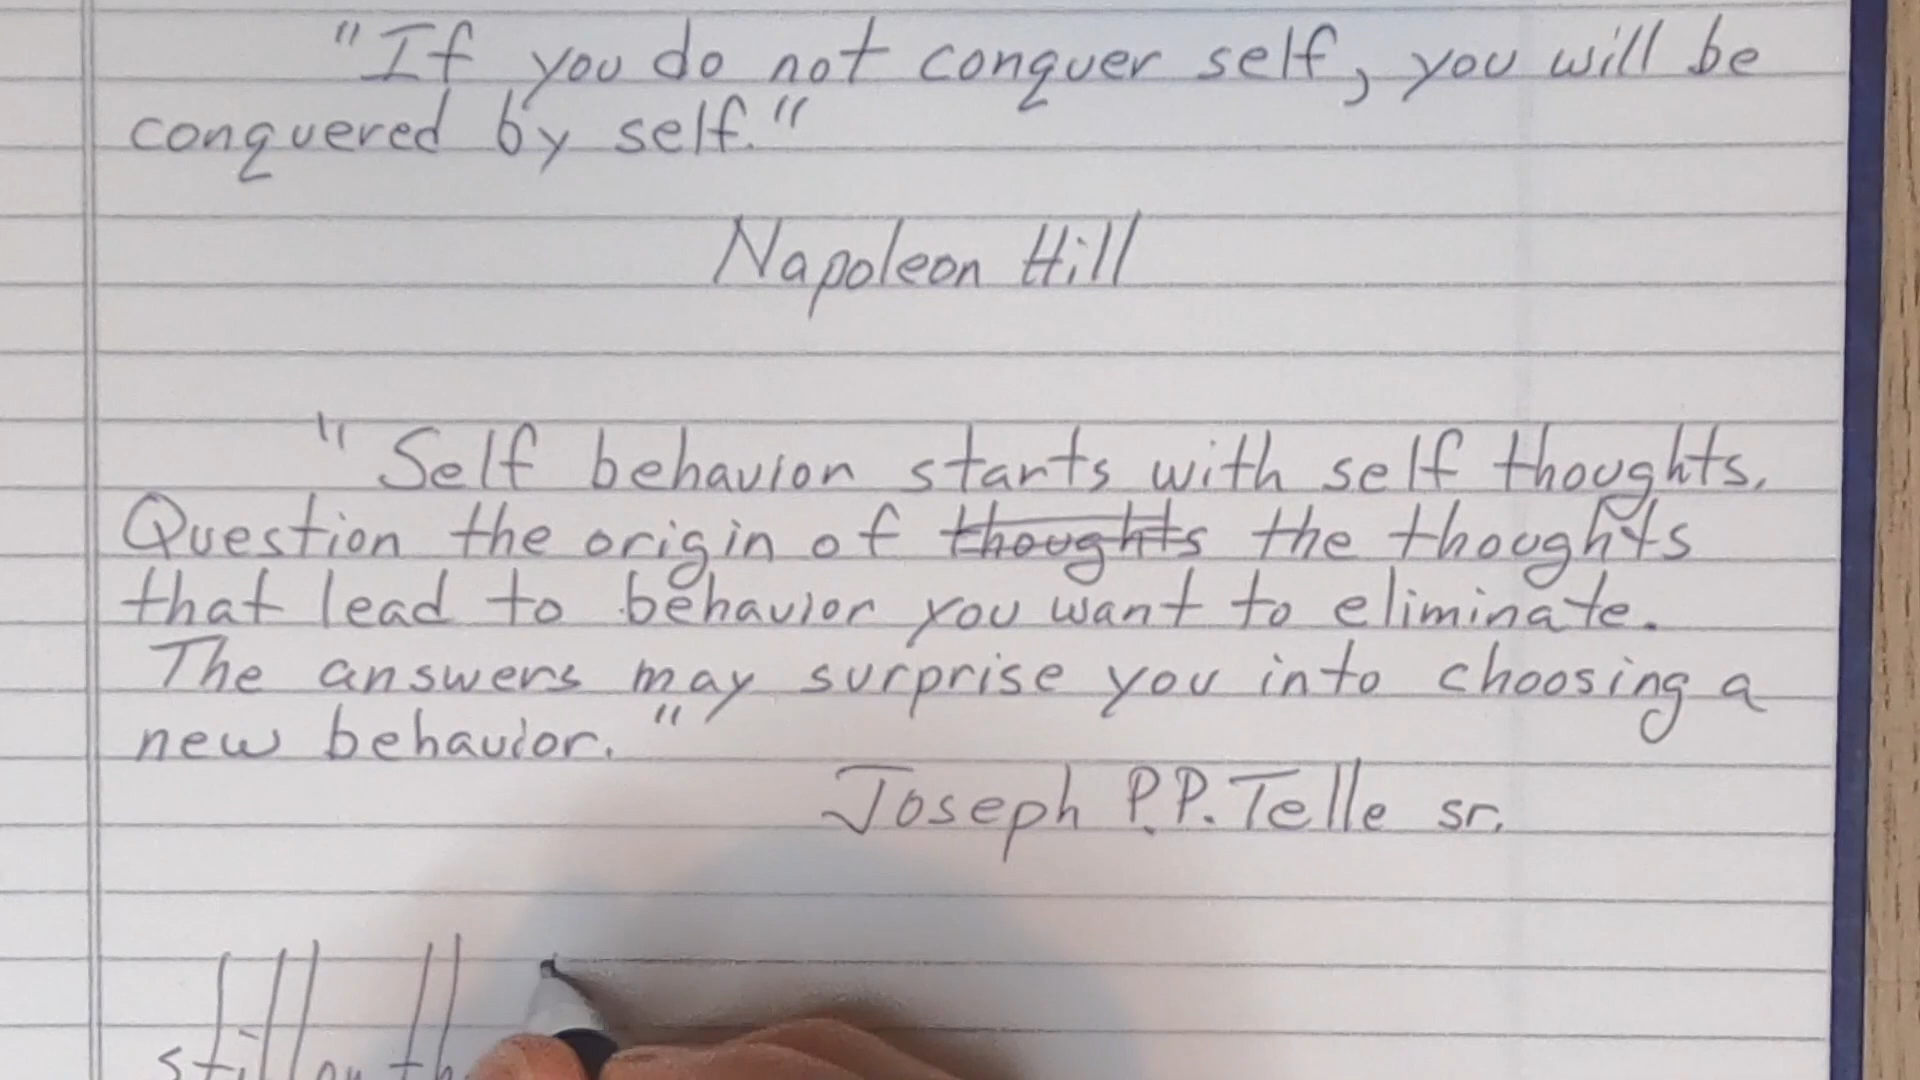 "If you do not conquer self, you will be
conquered by self."
Napoleon Hill
"Self behavion starts with self thoughts.
Question the origin of thoughts the thoughts
that lead to behavior you want to eliminate.
The answers may surprise you into choosing a
new behavior."
Joseph P.P. Telle sr.
still